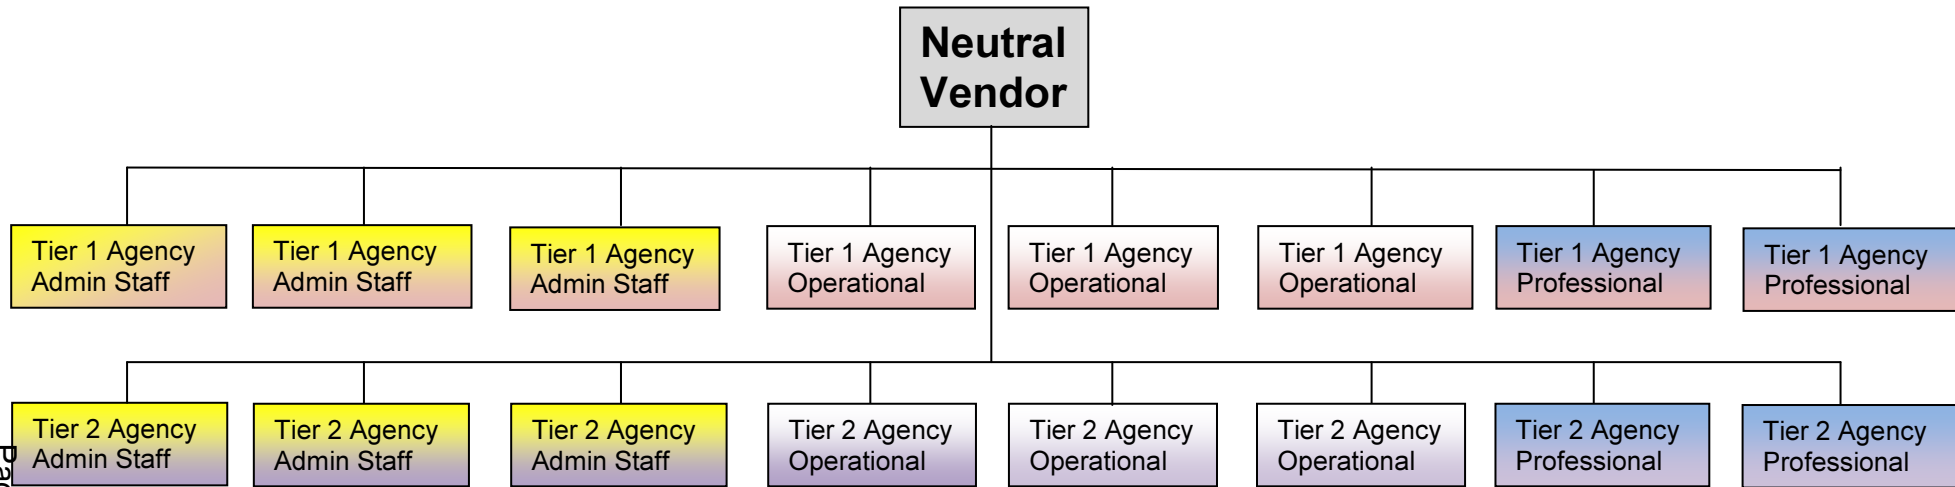 Neutral
Vendor
Tier 1 Agency
Admin Staff
Tier 1 Agency
Admin Staff
Tier 1 Agency
Admin Staff
Tier 1 Agency
Operational
Tier 1 Agency
Operational
Tier 1 Agency
Operational
Tier 1 Agency
Professional
Tier 1 Agency
Professional
Tier 2 Agency
Admin Staff
Tier 2 Agency
Admin Staff
Tier 2 Agency
Admin Staff
Tier 2 Agency
Operational
Tier 2 Agency
Operational
Tier 2 Agency
Operational
Tier 2 Agency
Professional
Tier 2 Agency
Professional